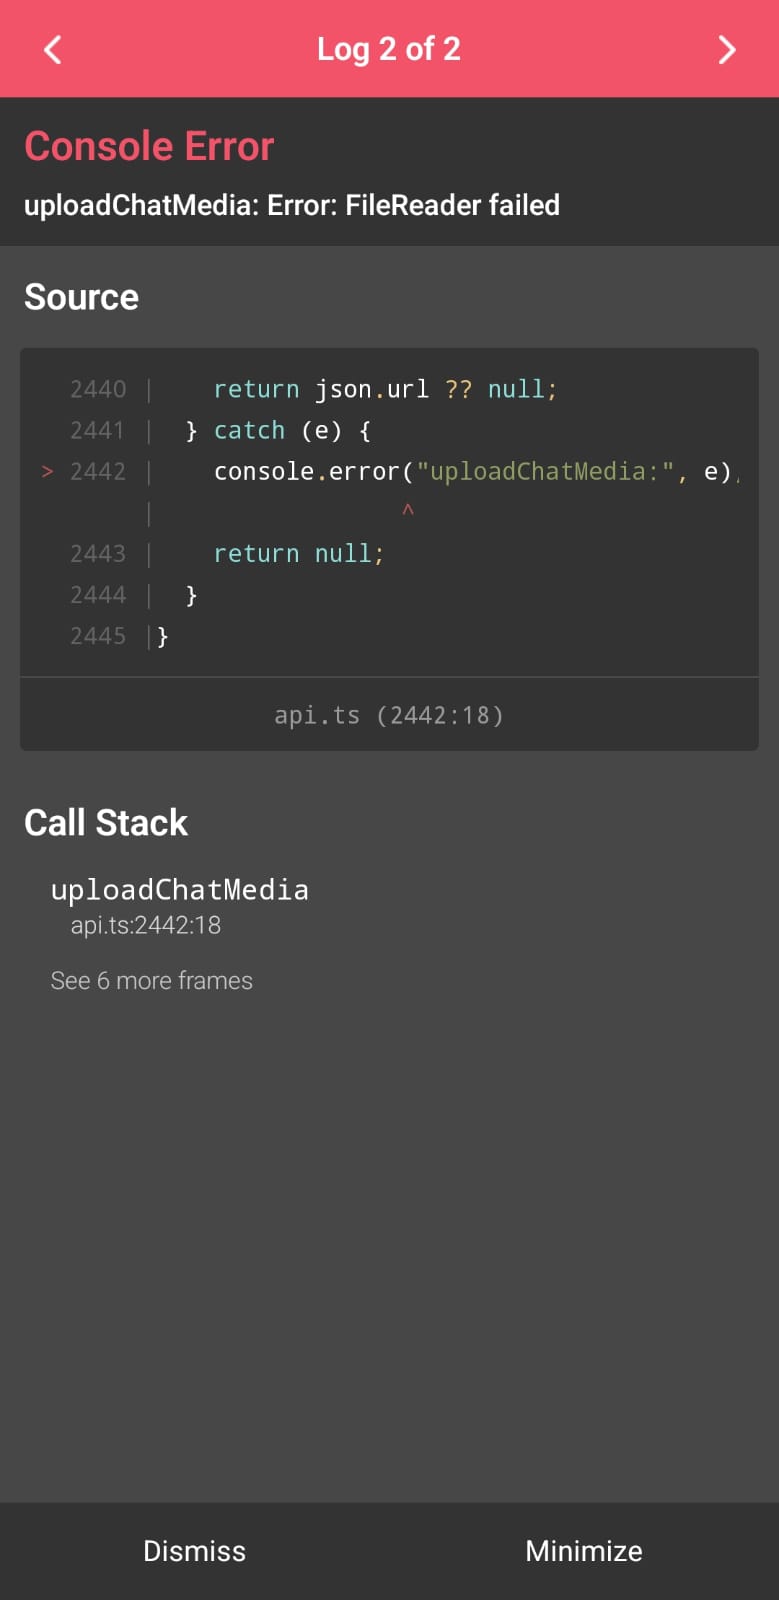 Log 2 of 2
Console Error
uploadChatMedia: Error: FileReader failed
Source
2440 | return json.url ?? null;
2441 | } catch (e) {
> 2442 | console.error("uploadChatMedia:", e);
| ^
2443 | return null;
2444 | }
2445 |}
api.ts (2442:18)
Call Stack
uploadChatMedia
api.ts:2442:18
See 6 more frames
Dismiss Minimize